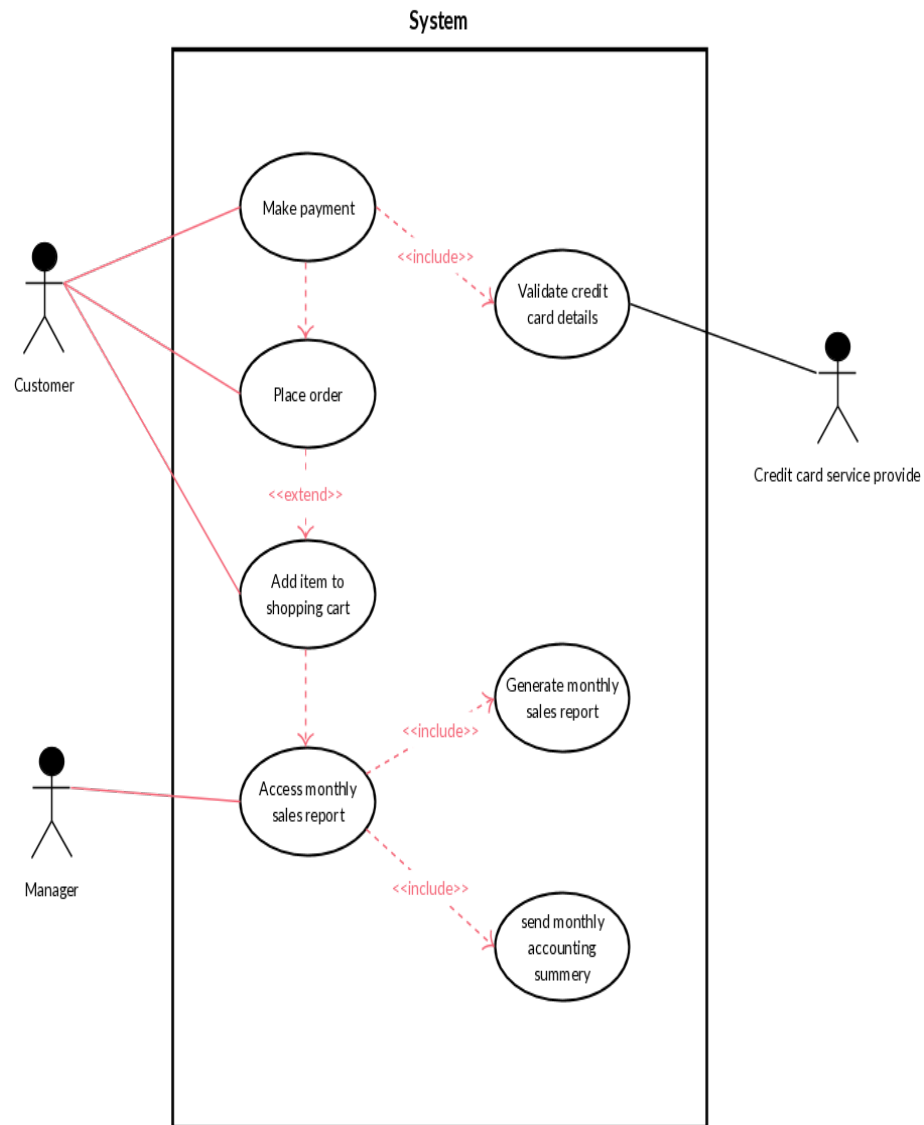 System
Make payment
<<include>>
Validate credit
card details
Customer
Place order
Credit card service provide
<<extend>>
Add item to
shopping cart
Generate monthly
sales report
<<include>>
Access monthly
sales report
Manager
<<include>>
send monthly
accounting
summery